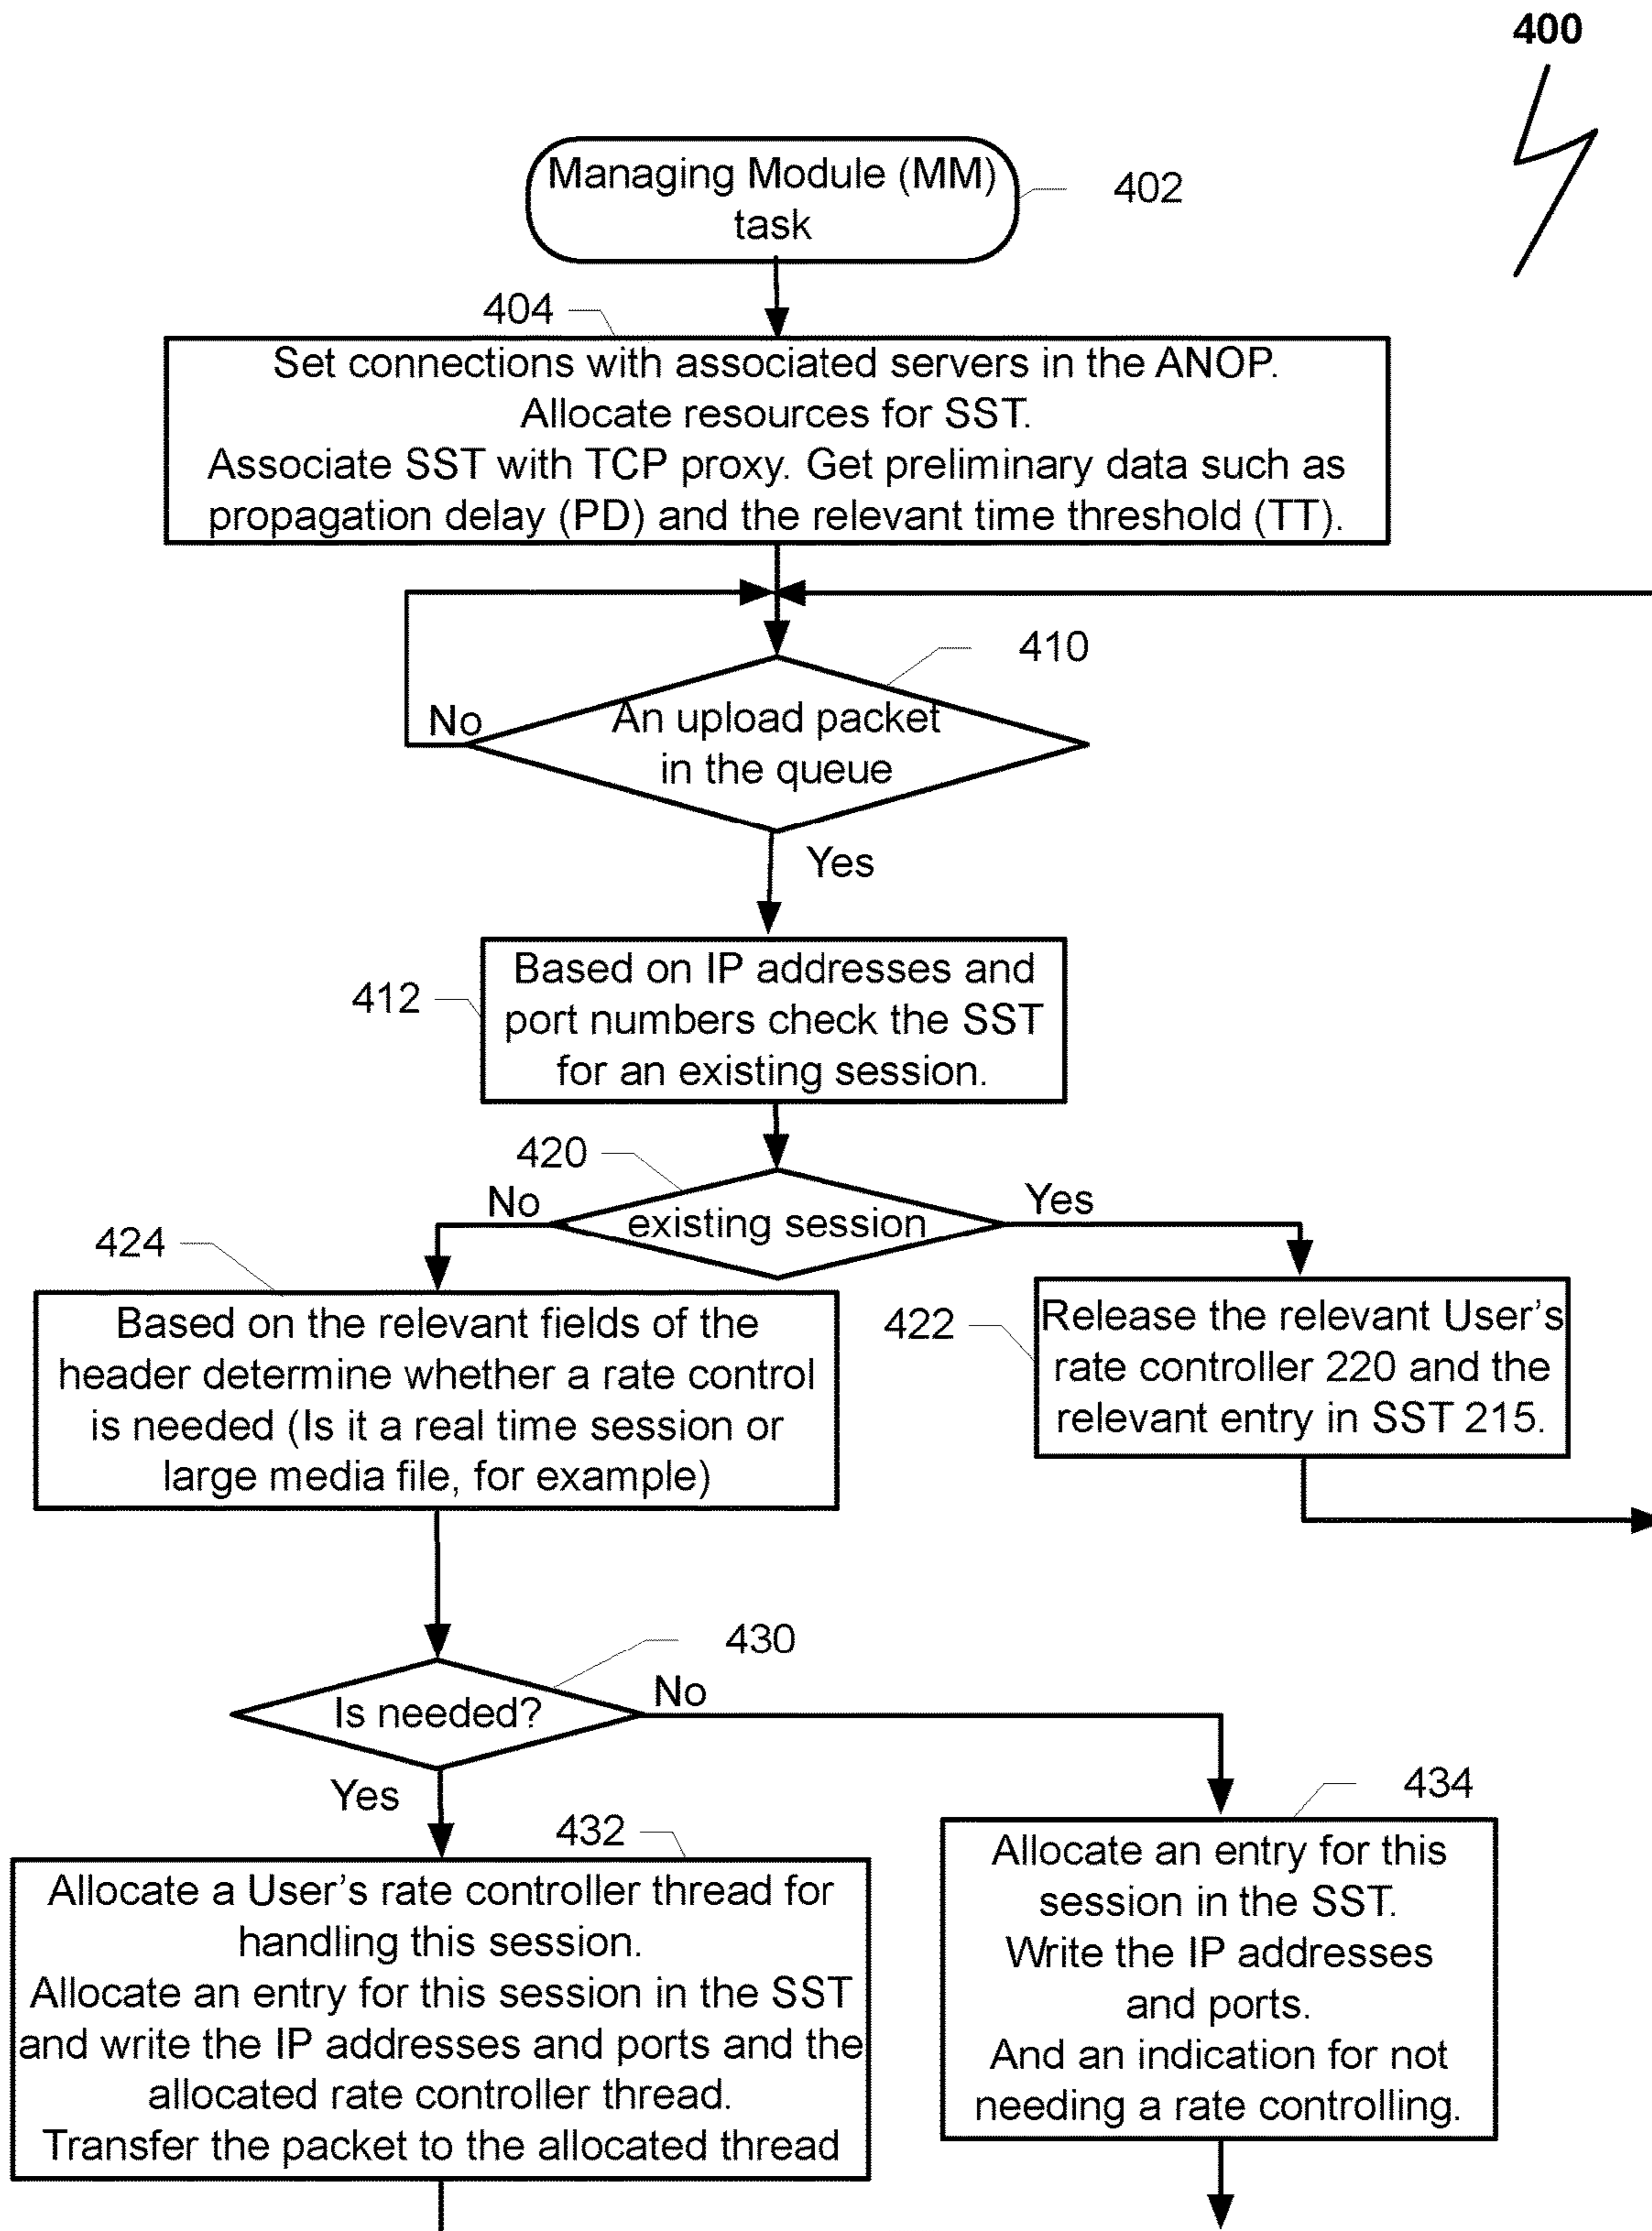 400
Managing Module (MM)
task
402
404
Set connections with associated servers in the ANOP.
Allocate resources for SST.
Associate SST with TCP proxy. Get preliminary data such as
propagation delay (PD) and the relevant time threshold (TT).
410
An upload packet
in the queue
No
Yes
412
Based on IP addresses and
port numbers check the SST
for an existing session.
420
existing session
No
Yes
424
Based on the relevant fields of the
header determine whether a rate control
is needed (Is it a real time session or
large media file, for example)
422
Release the relevant User's
rate controller 220 and the
relevant entry in SST 215.
430
Is needed?
No
Yes
432
Allocate a User's rate controller thread for
handling this session.
Allocate an entry for this session in the SST
and write the IP addresses and ports and the
allocated rate controller thread.
Transfer the packet to the allocated thread
434
Allocate an entry for this
session in the SST.
Write the IP addresses
and ports.
And an indication for not
needing a rate controlling.